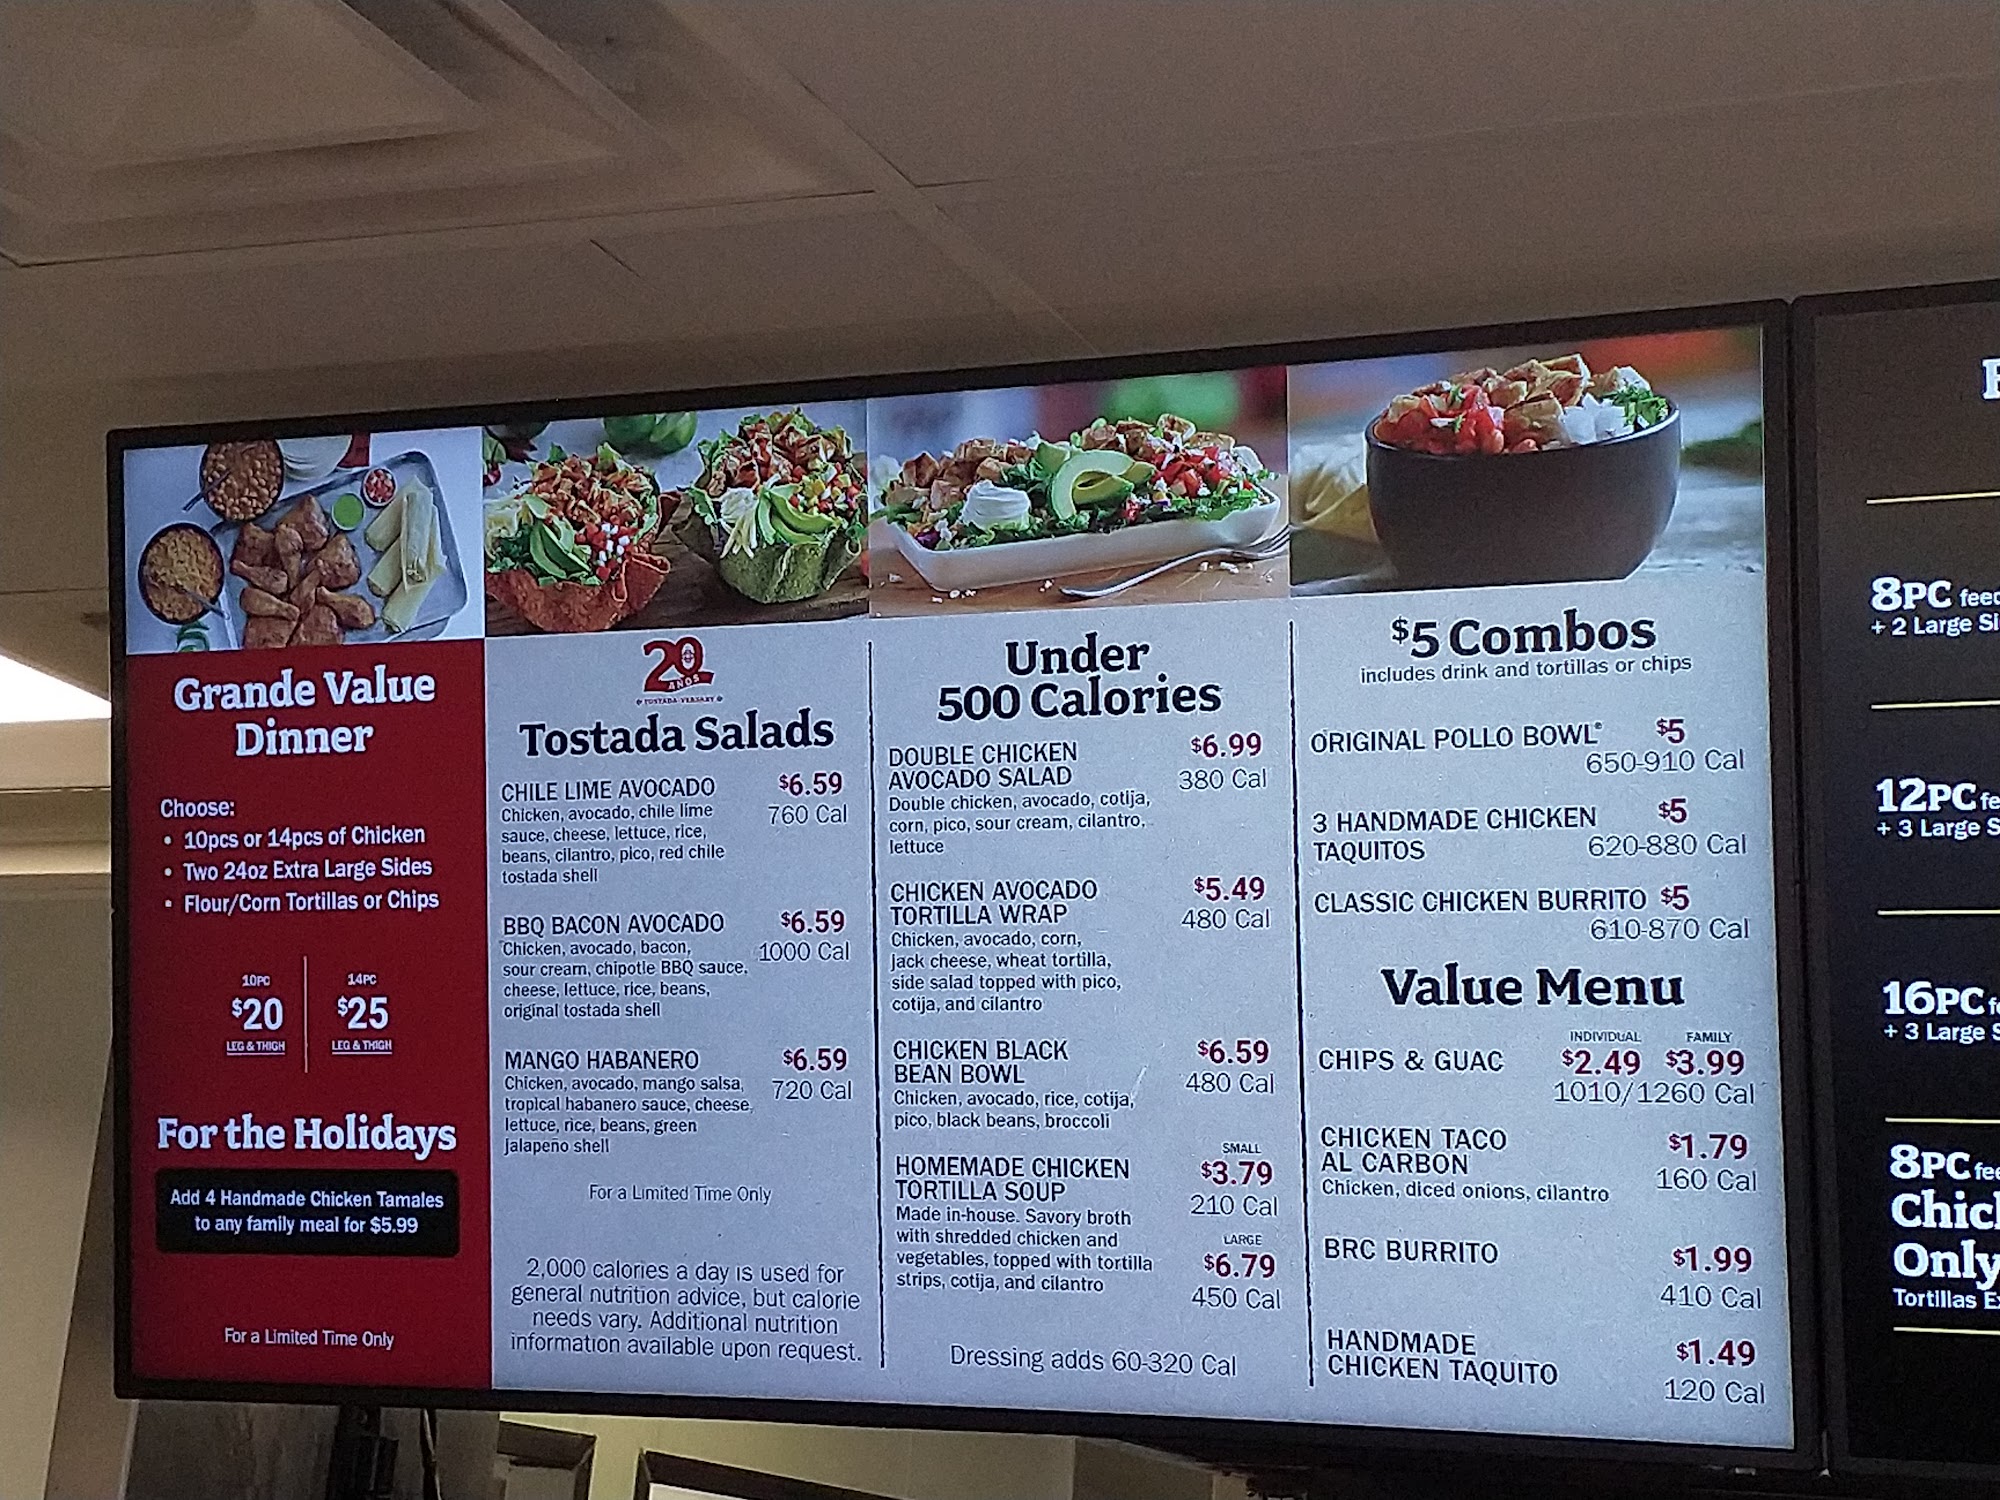 Grande Value
Dinner
Choose:
• 10pcs or 14pcs of Chicken
• Two 24oz Extra Large Sides
• Flour/Corn Tortillas or Chips
10PC
$20
LEG & THIGH
14PC
$25
LEG & THIGH
For the Holidays
Add 4 Handmade Chicken Tamales
to any family meal for $5.99
For a Limited Time Only
20
AÑOS
TOSTADA-VERSARY
Tostada Salads
CHILE LIME AVOCADO $6.59
Chicken, avocado, chile lime 760 Cal
sauce, cheese, lettuce, rice,
beans, cilantro, pico, red chile
tostada shell
BBQ BACON AVOCADO $6.59
Chicken, avocado, bacon, 1000 Cal
sour cream, chipotle BBQ sauce,
cheese, lettuce, rice, beans,
original tostada shell
MANGO HABANERO $6.59
Chicken, avocado, mango salsa, 720 Cal
tropical habanero sauce, cheese,
lettuce, rice, beans, green
jalapeño shell
For a Limited Time Only
2,000 calories a day is used for
general nutrition advice, but calorie
needs vary. Additional nutrition
information available upon request.
Under
500 Calories
DOUBLE CHICKEN $6.99
AVOCADO SALAD 380 Cal
Double chicken, avocado, cotija,
corn, pico, sour cream, cilantro,
lettuce
CHICKEN AVOCADO $5.49
TORTILLA WRAP 480 Cal
Chicken, avocado, corn,
jack cheese, wheat tortilla,
side salad topped with pico,
cotija, and cilantro
CHICKEN BLACK $6.59
BEAN BOWL 480 Cal
Chicken, avocado, rice, cotija,
pico, black beans, broccoli
SMALL
HOMEMADE CHICKEN $3.79
TORTILLA SOUP 210 Cal
Made in-house. Savory broth
with shredded chicken and LARGE
vegetables, topped with tortilla $6.79
strips, cotija, and cilantro 450 Cal
Dressing adds 60-320 Cal
$5 Combos
includes drink and tortillas or chips
ORIGINAL POLLO BOWL® $5
650-910 Cal
3 HANDMADE CHICKEN $5
TAQUITOS 620-880 Cal
CLASSIC CHICKEN BURRITO $5
610-870 Cal
Value Menu
INDIVIDUAL FAMILY
CHIPS & GUAC $2.49 $3.99
1010/1260 Cal
CHICKEN TACO $1.79
AL CARBON 160 Cal
Chicken, diced onions, cilantro
BRC BURRITO $1.99
410 Cal
HANDMADE $1.49
CHICKEN TAQUITO 120 Cal
8PC
+ 2 Large
12PC
+ 3 Large
16PC
+ 3 Large
8PC
Only
Tortillas